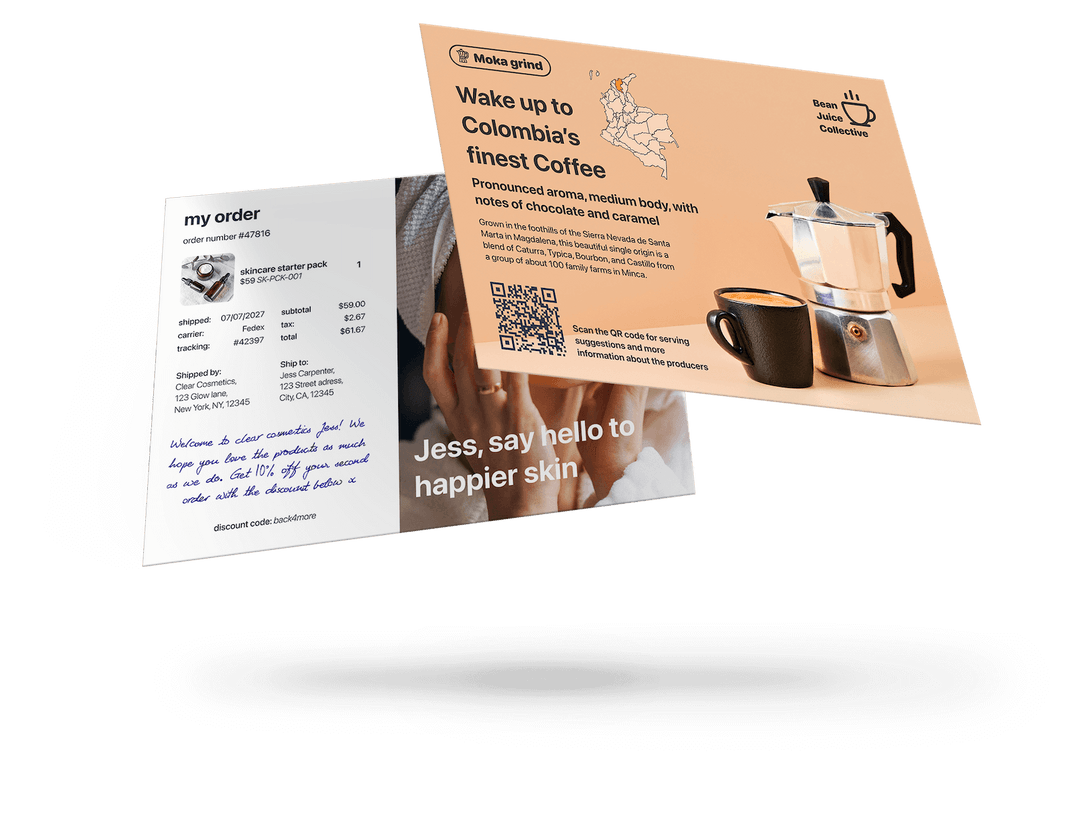 my order
order number #47816
skincare starter pack 1
$59 SK-PCK-001
shipped: 07/07/2027
carrier: Fedex
tracking: #42397
subtotal $59.00
tax: $2.67
total $61.67
Shipped by:
Clear Cosmetics,
123 Glow lane,
New York, NY, 12345
Ship to:
Jess Carpenter,
123 Street adress,
City, CA, 12345
Welcome to clear cosmetics Jess! We
hope you love the products as much
as we do. Get 10% off your second
order with the discount below x
discount code: back4more
Jess, say hello to
happier skin
Moka grind
Wake up to
Colombia's
finest Coffee
Pronounced aroma, medium body, with
notes of chocolate and caramel
Grown in the foothills of the Sierra Nevada de Santa
Marta in Magdalena, this beautiful single origin is a
blend of Caturra, Typica, Bourbon, and Castillo from
a group of about 100 family farms in Minca.
Scan the QR code for serving
suggestions and more
information about the producers
Bean
Juice
Collective